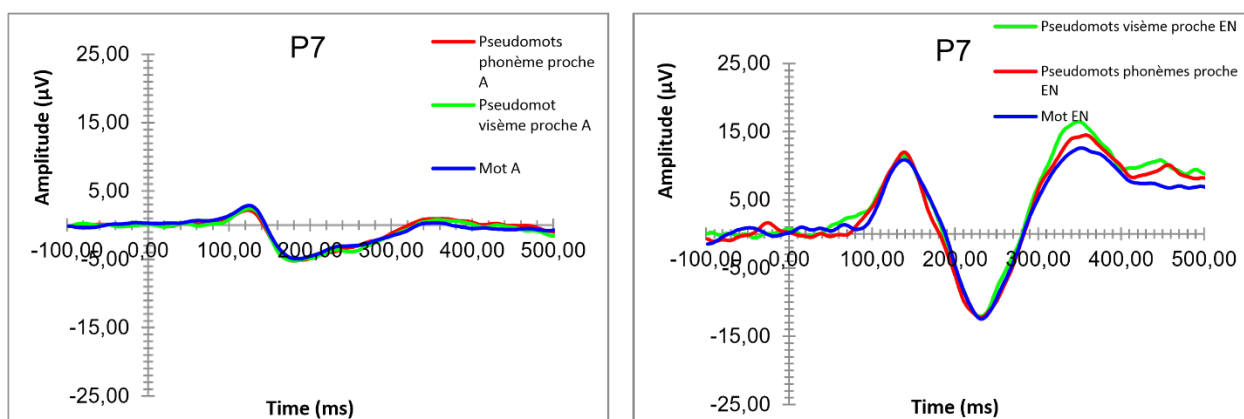 P7
25,00
15,00
5,00
-5,00
-15,00
-25,00
-100,00
0,00
100,00
200,00
300,00
400,00
500,00
Amplitude (µV)
Time (ms)
Pseudomots
phonème proche
A
Pseudomot
visème proche A
Mot A
P7
25,00
15,00
5,00
-5,00
-15,00
-25,00
-100,00
0,00
100,00
200,00
300,00
400,00
500,00
Amplitude (µV)
Time (ms)
Pseudomots visème proche EN
Pseudomots phonèmes proche
EN
Mot EN